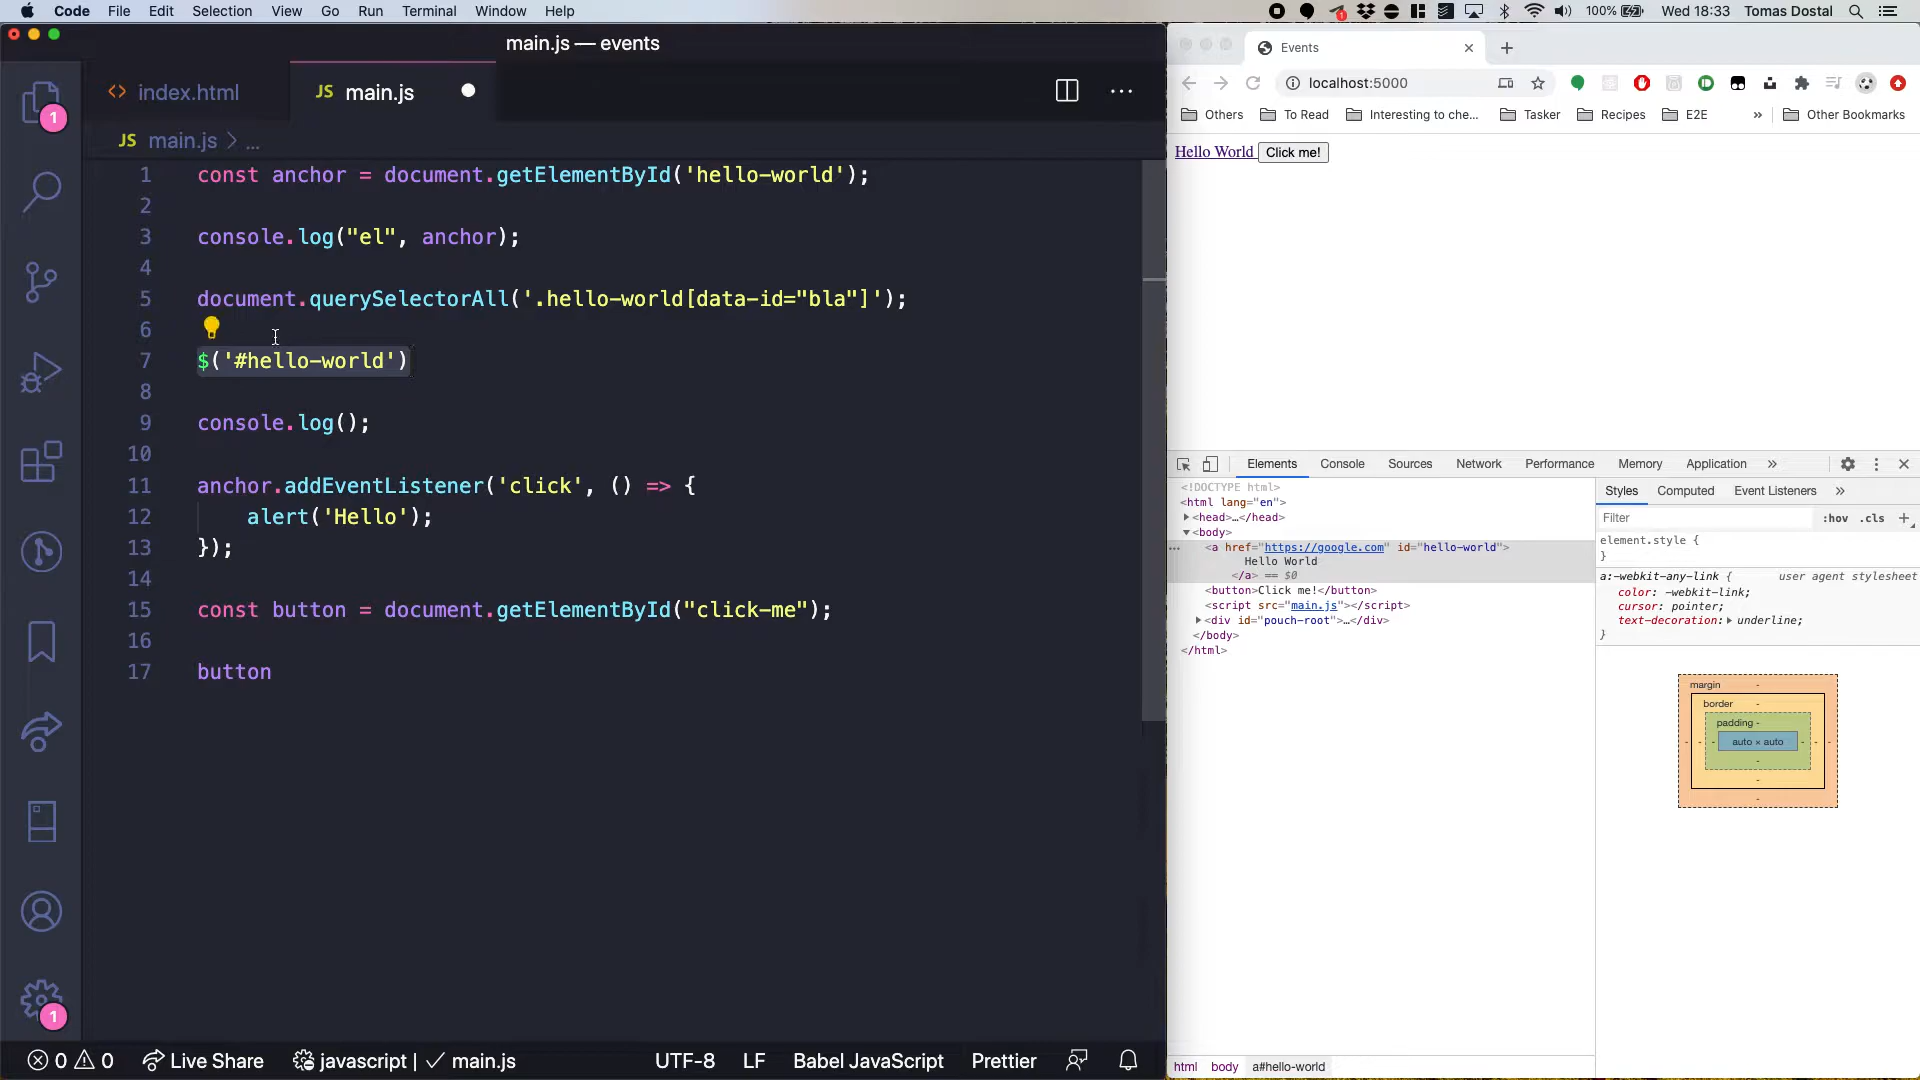 Code File Edit Selection View Go Run Terminal Window Help
1 100% Wed 18:33 Tomas Dostal
main.js — events
Events
index.html
JS main.js
localhost:5000
Others To Read Interesting to che... Tasker Recipes E2E » Other Bookmarks
1
JS main.js > ...
Hello World Click me!
1 const anchor = document.getElementById('hello-world');
2
3 console.log("el", anchor);
4
5 document.querySelectorAll('.hello-world[data-id="bla"]');
6
7 $('#hello-world')
8
9 console.log();
10
11 anchor.addEventListener('click', () => {
12 alert('Hello');
13 });
14
15 const button = document.getElementById("click-me");
16
17 button
Elements Console Sources Network Performance Memory Application »
<!DOCTYPE html>
<html lang="en">
<head>…</head>
<body>
<a href="https://google.com" id="hello-world">
Hello World
</a> == $0
<button>Click me!</button>
<script src="main.js"></script>
<div id="pouch-root">…</div>
</body>
</html>
Styles Computed Event Listeners »
Filter :hov .cls +
element.style {
}
a:-webkit-any-link { user agent stylesheet
color: -webkit-link;
cursor: pointer;
text-decoration: underline;
}
margin -
border -
padding -
- - - auto × auto - - -
-
-
-
html body a#hello-world
1
0 0 Live Share javascript | ✓ main.js UTF-8 LF Babel JavaScript Prettier